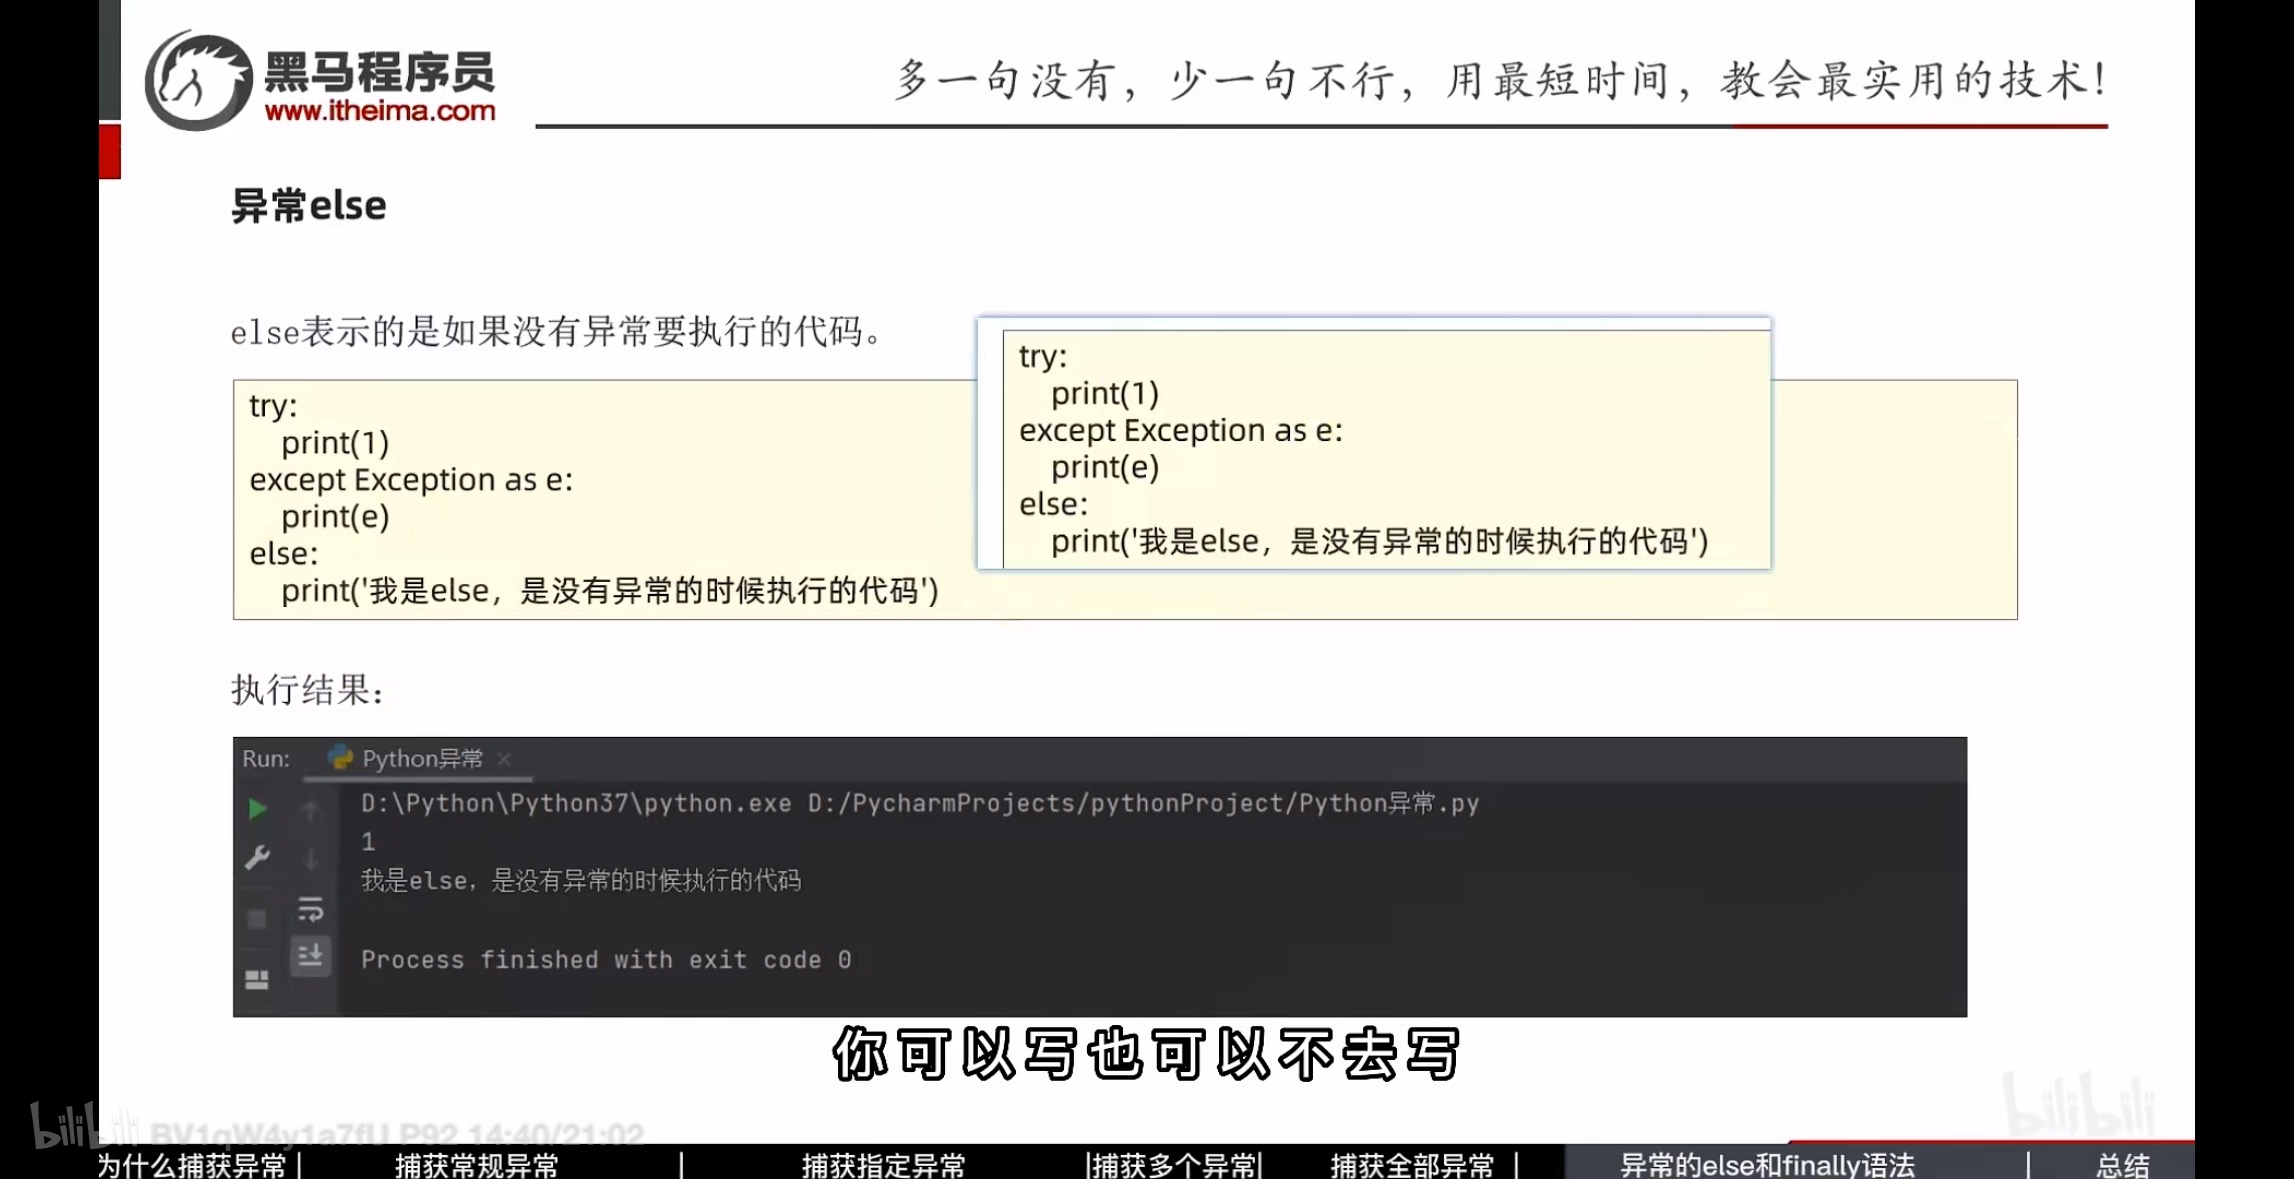 黑马程序员
www.itheima.com
多一句没有，少一句不行，用最短时间，教会最实用的技术！
异常else
else表示的是如果没有异常要执行的代码。
try:
print(1)
except Exception as e:
print(e)
else:
print('我是else，是没有异常的时候执行的代码')
try:
print(1)
except Exception as e:
print(e)
else:
print('我是else，是没有异常的时候执行的代码')
执行结果：
Run: Python异常
D:\Python\Python37\python.exe D:/PycharmProjects/pythonProject/Python异常.py
1
我是else，是没有异常的时候执行的代码
Process finished with exit code 0
你可以写也可以不去写
bilibili BV1qW4y1a7fU P92 14:40/21:02
bilibili
为什么捕获异常| 捕获常规异常 | 捕获指定异常 |捕获多个异常| 捕获全部异常 | 异常的else和finally语法 | 总结